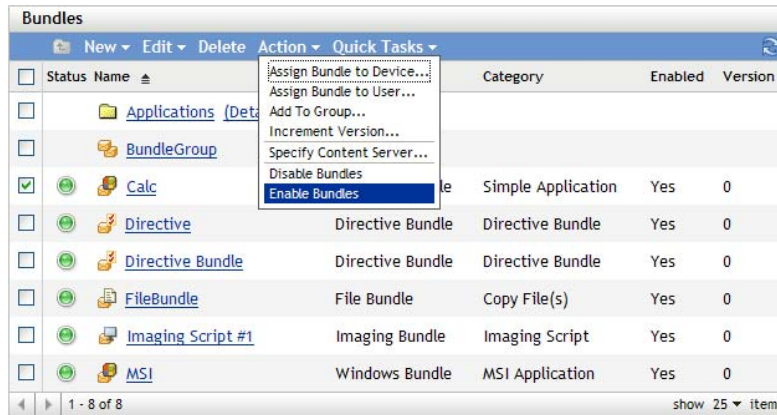 Bundles
New Edit Delete Action Quick Tasks
Status Name Category Enabled Version
Assign Bundle to Device...
Assign Bundle to User...
Add To Group...
Increment Version...
Specify Content Server...
Disable Bundles
Enable Bundles
Applications (Deta
BundleGroup
Calc le Simple Application Yes 0
Directive Directive Bundle Directive Bundle Yes 0
Directive Bundle Directive Bundle Directive Bundle Yes 0
FileBundle File Bundle Copy File(s) Yes 0
Imaging Script #1 Imaging Bundle Imaging Script Yes 0
MSI Windows Bundle MSI Application Yes 0
1 - 8 of 8 show 25 item